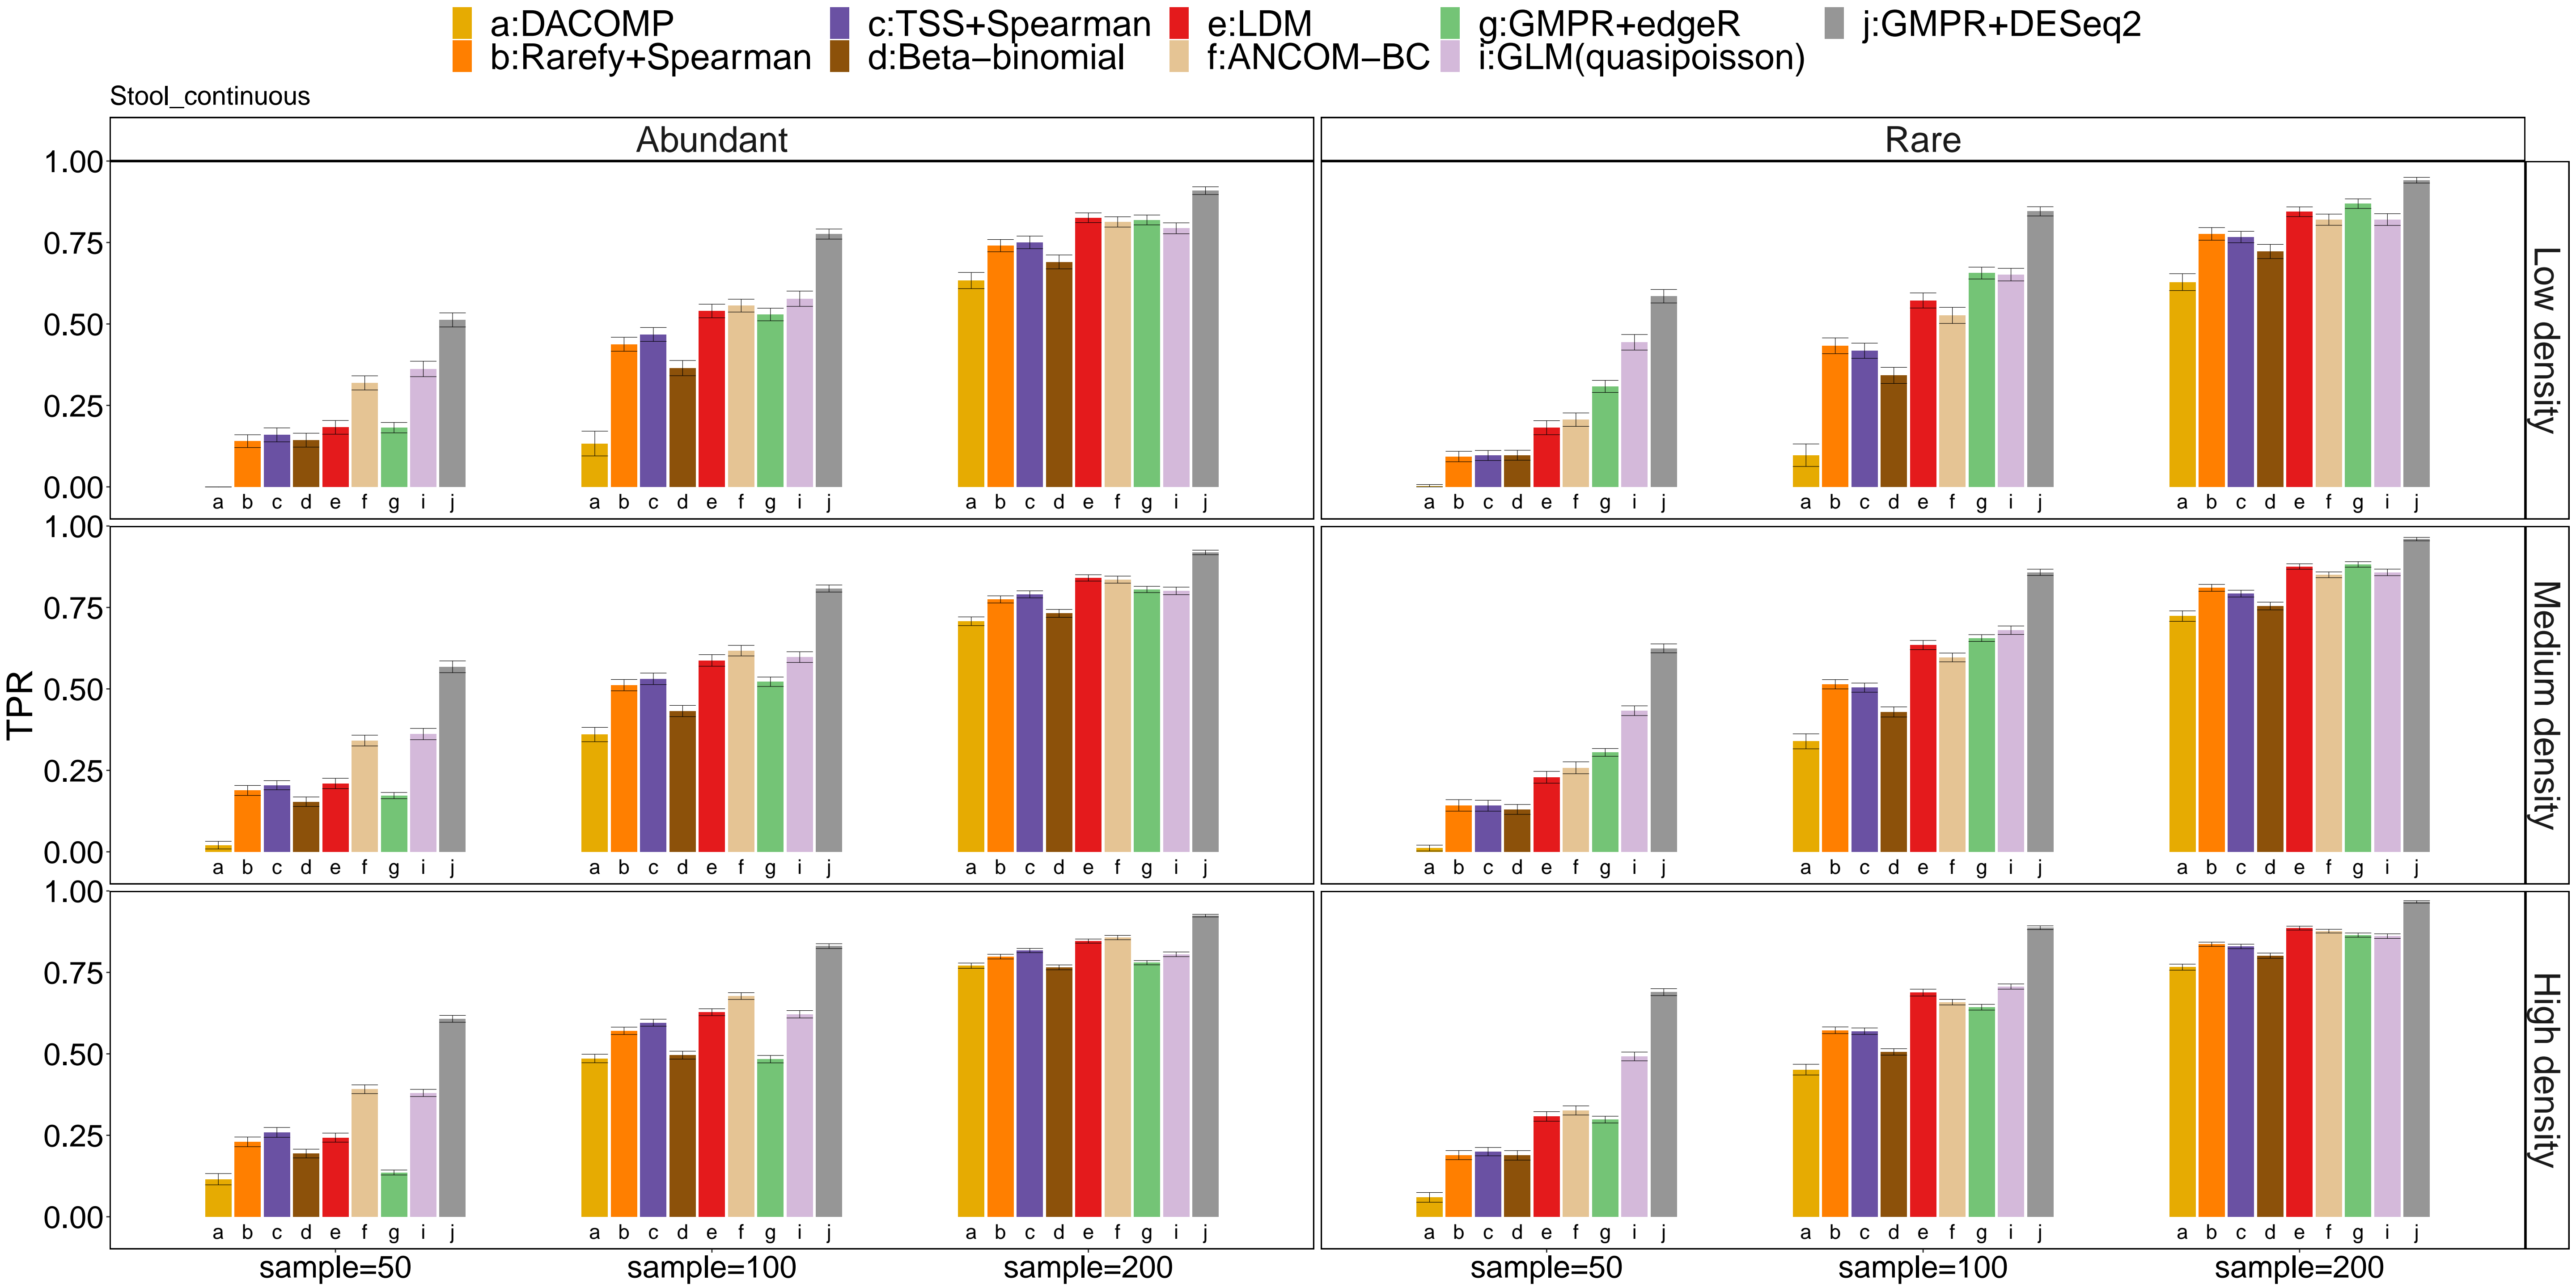 a:DACOMP c:TSS+Spearman e:LDM g:GMPR+edgeR j:GMPR+DESeq2
b:Rarefy+Spearman d:Beta−binomial f:ANCOM−BC i:GLM(quasipoisson)
Stool_continuous
Abundant Rare
1.00
0.75
0.50
0.25
0.00
a b c d e f g i j a b c d e f g i j a b c d e f g i j a b c d e f g i j a b c d e f g i j a b c d e f g i j
Low density
1.00
0.75
0.50
0.25
0.00
a b c d e f g i j a b c d e f g i j a b c d e f g i j a b c d e f g i j a b c d e f g i j a b c d e f g i j
Medium density
TPR
1.00
0.75
0.50
0.25
0.00
a b c d e f g i j a b c d e f g i j a b c d e f g i j a b c d e f g i j a b c d e f g i j a b c d e f g i j
High density
sample=50 sample=100 sample=200 sample=50 sample=100 sample=200